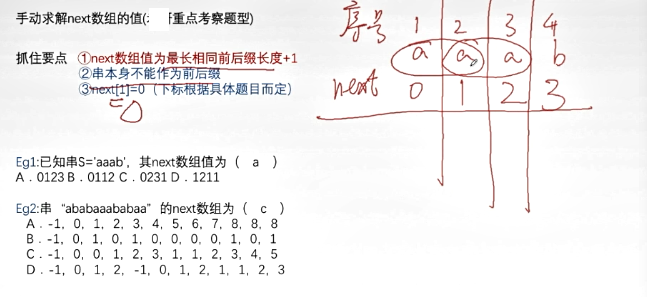 手动求解next数组的值(重点考察题型)
抓住要点 ①next数组值为最长相同前后缀长度+1
②串本身不能作为前后缀
③next[1]=0（下标根据具体题目而定）
=0
序号 1 2 3 4
a a a b
next 0 1 2 3
Eg1:已知串S='aaab'，其next数组值为（ a ）
A．0123 B．0112 C．0231 D．1211
Eg2:串 “ababaaababaa” 的next数组为（ c ）
A．-1，0，1，2，3，4，5，6，7，8，8，8
B．-1，0，1，0，1，0，0，0，0，1，0，1
C．-1，0，0，1，2，3，1，1，2，3，4，5
D．-1，0，1，2，-1，0，1，2，1，1，2，3